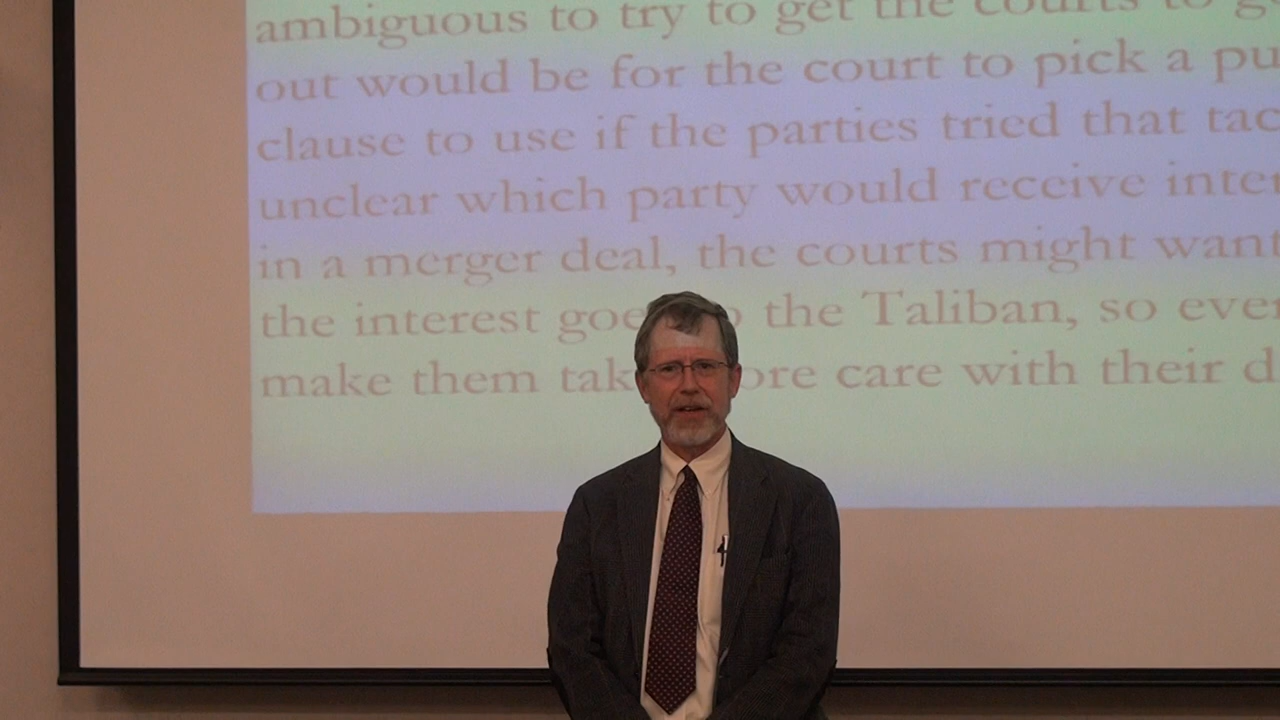 ambiguous to try to get the courts to
out would be for the court to pick a
clause to use if the parties tried that
unclear which party would receive
in a merger deal, the courts might want
the interest the Taliban, so
make them care with their